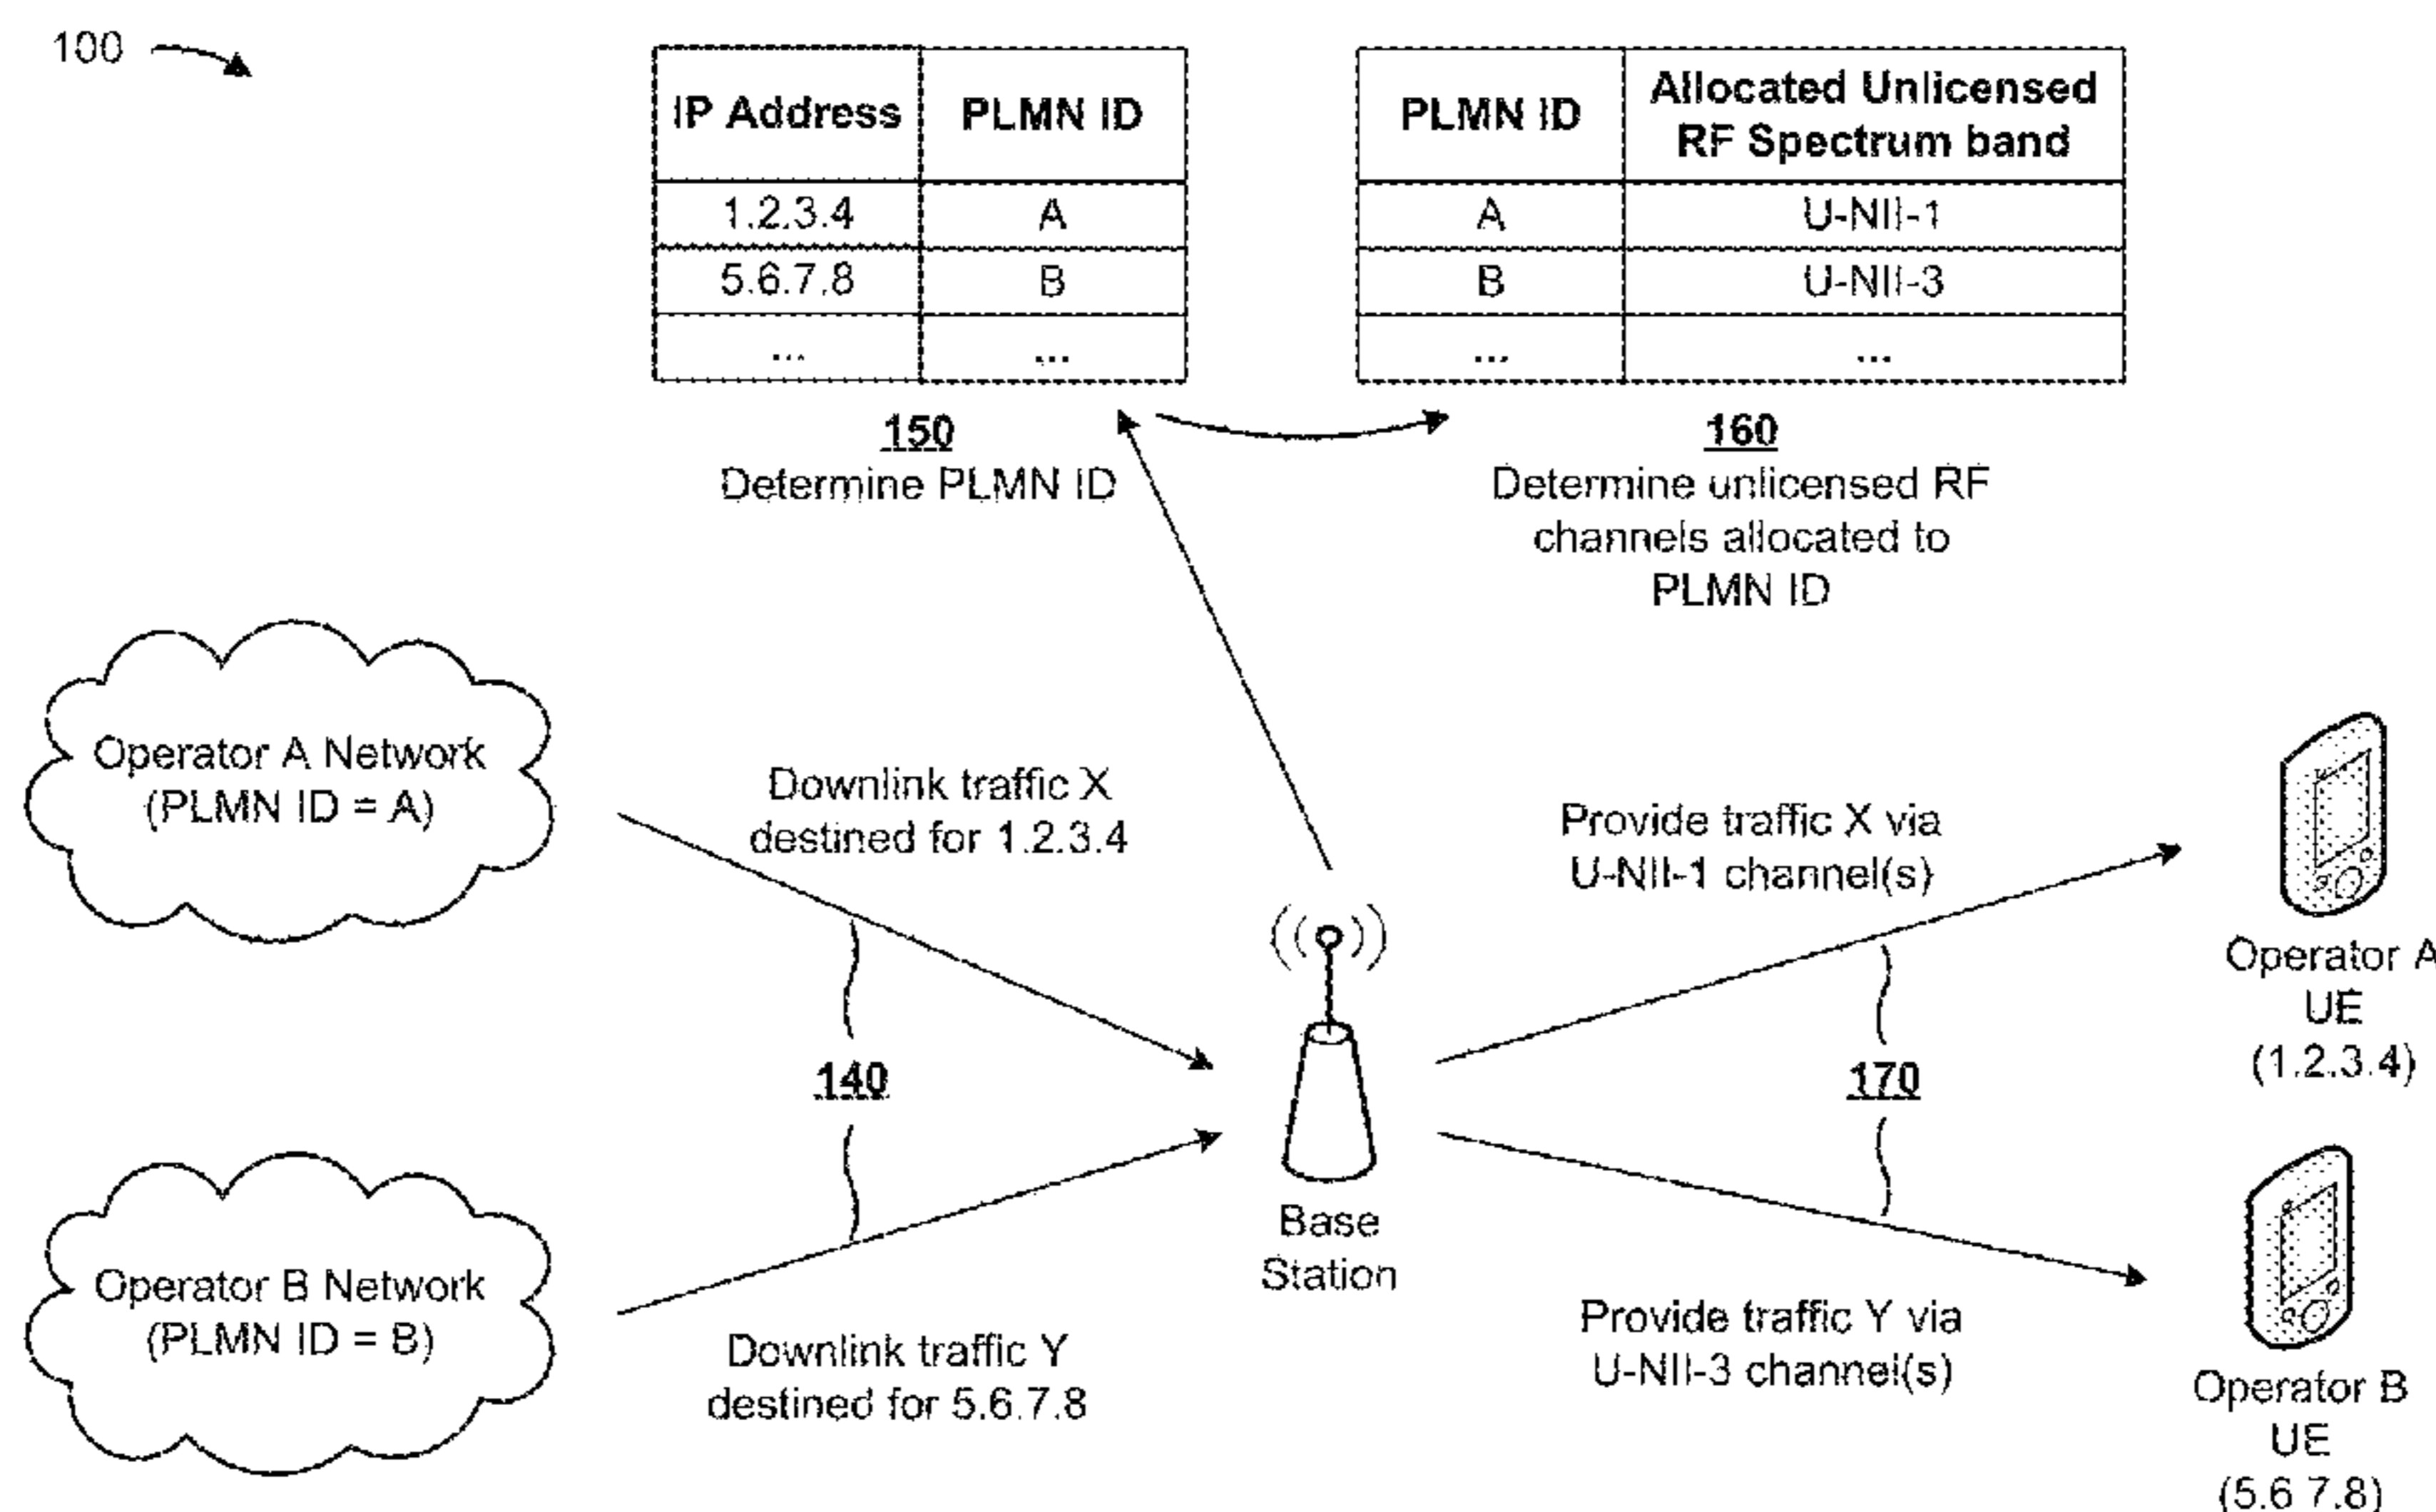 100
IP Address PLMN ID
1.2.3.4 A
5.6.7.8 B
... ...
PLMN ID Allocated Unlicensed
RF Spectrum band
A U-NII-1
B U-NII-3
... ...
150
Determine PLMN ID
160
Determine unlicensed RF
channels allocated to
PLMN ID
Operator A Network
(PLMN ID = A)
Downlink traffic X
destined for 1.2.3.4
Provide traffic X via
U-NII-1 channel(s)
Operator A
UE
(1.2.3.4)
140
170
Base
Station
Operator B Network
(PLMN ID = B)
Downlink traffic Y
destined for 5.6.7.8
Provide traffic Y via
U-NII-3 channel(s)
Operator B
UE
(5.6.7.8)